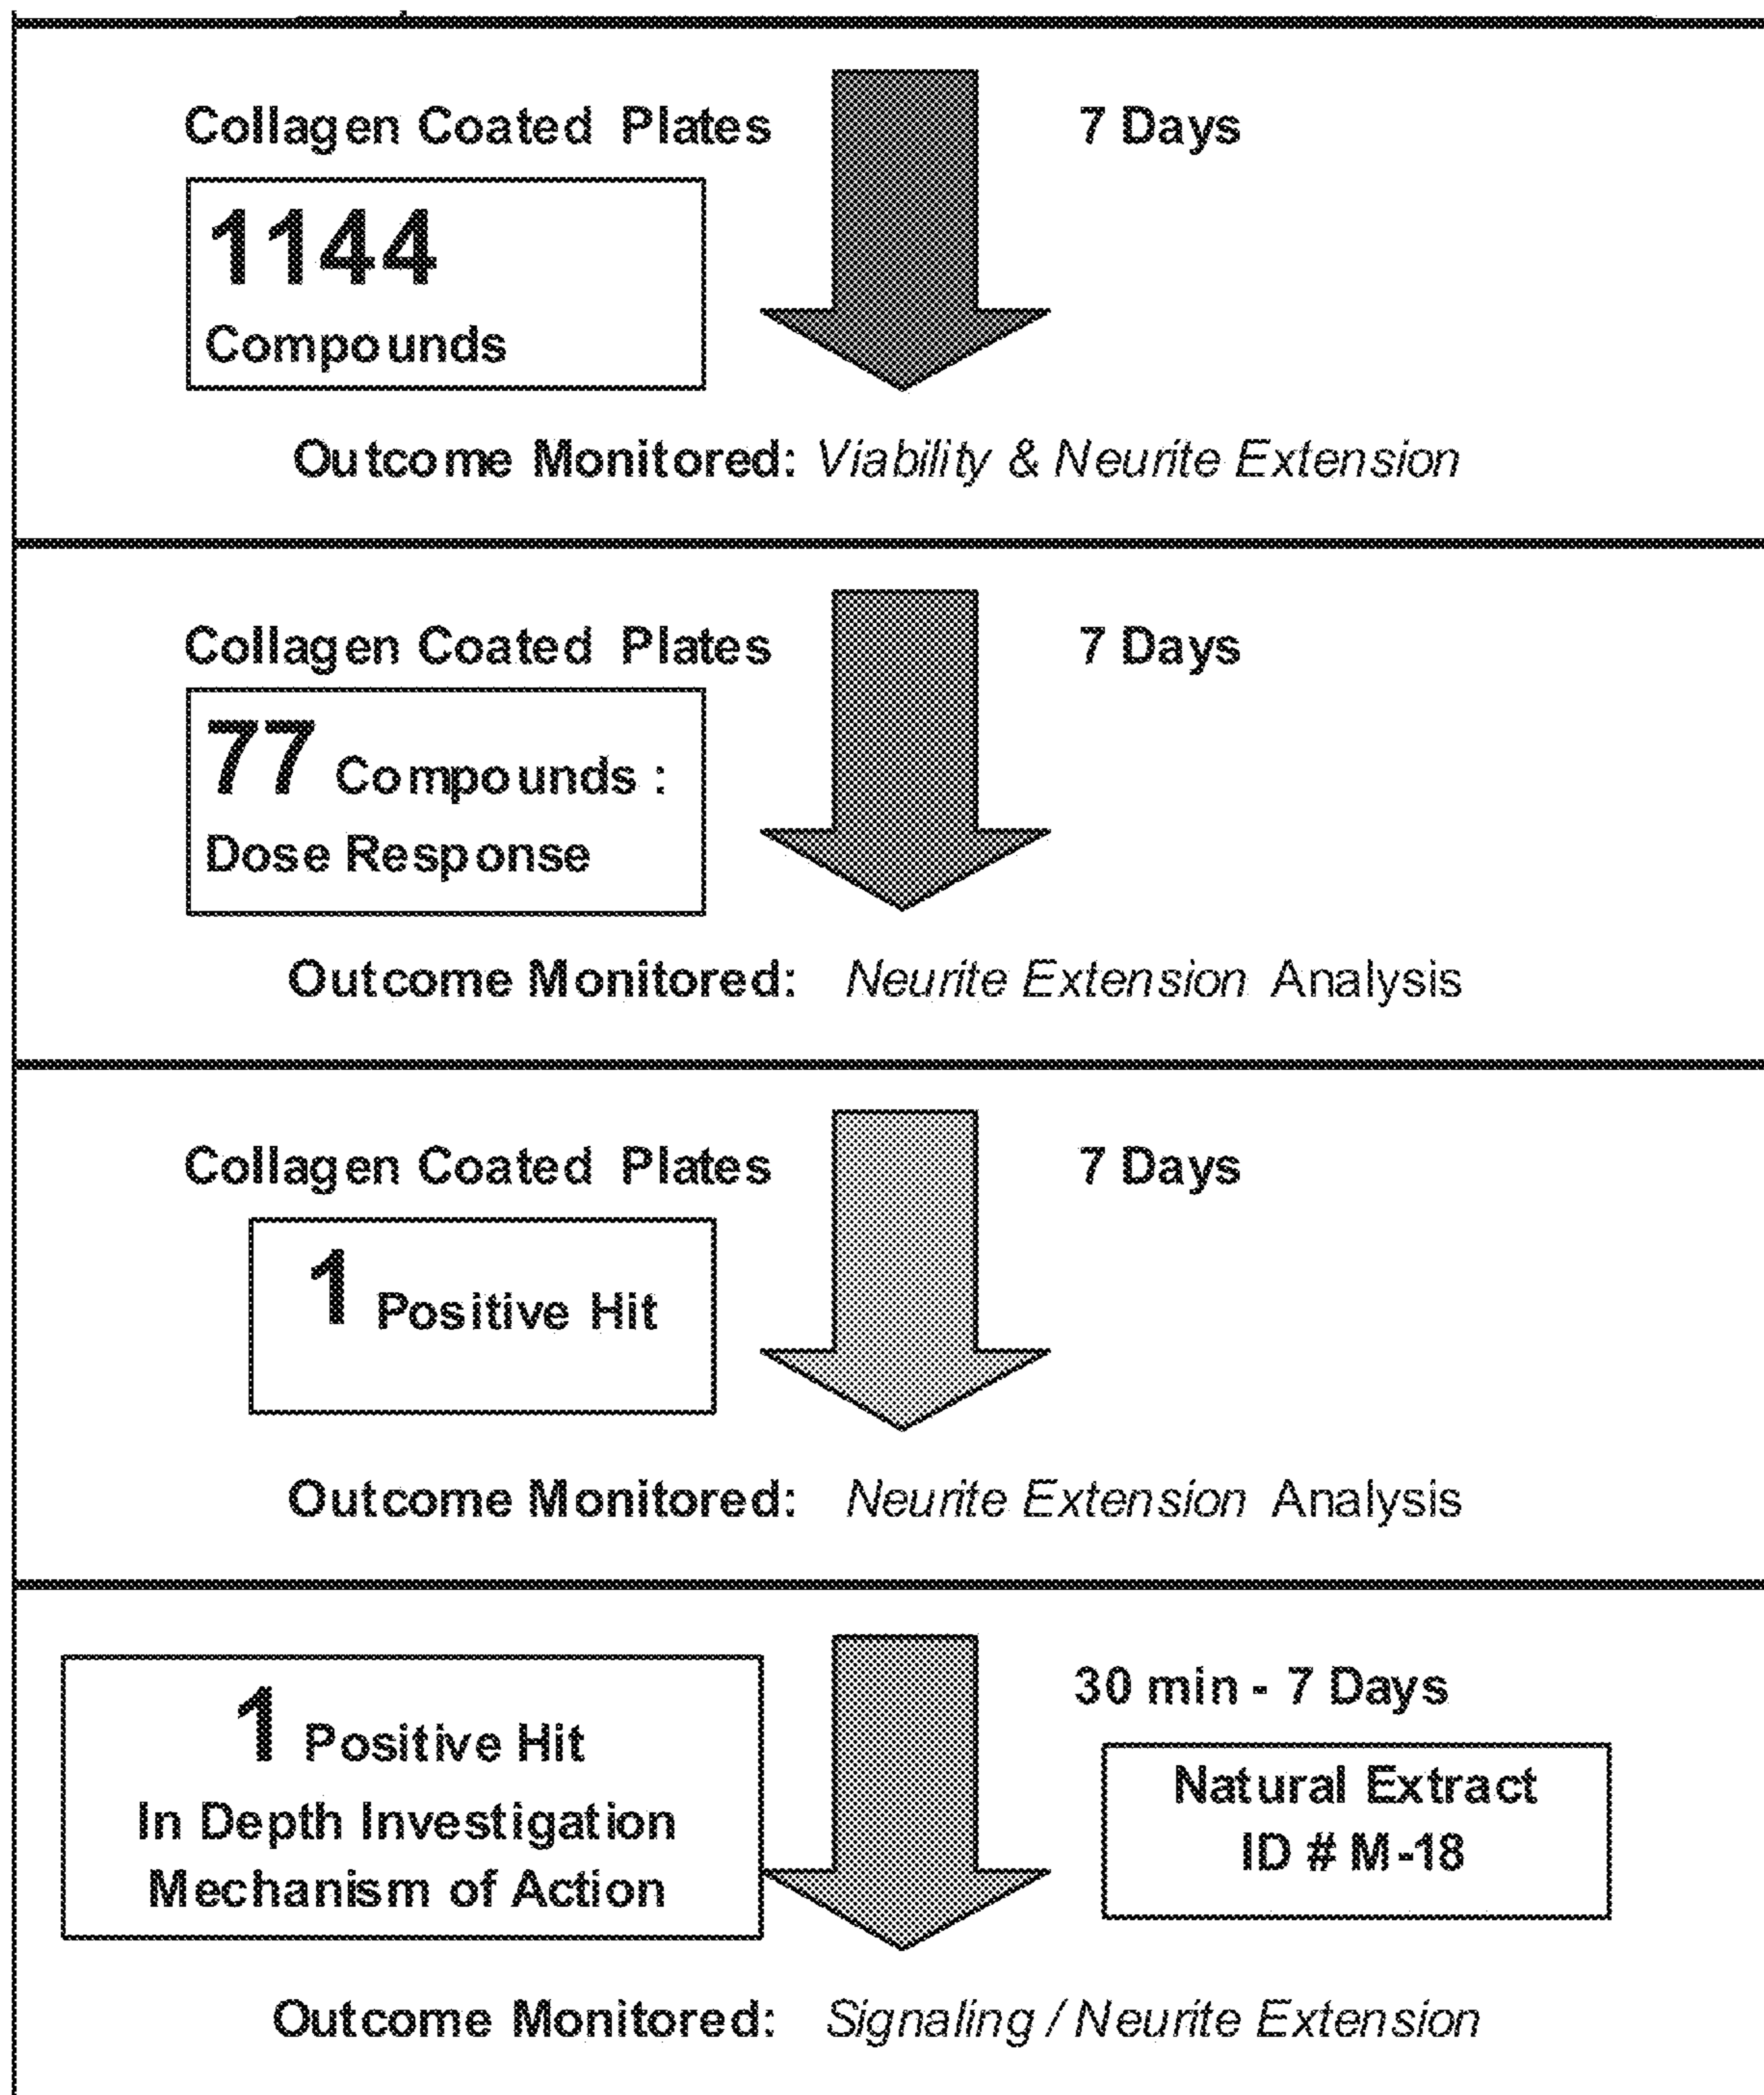 Collagen Coated Plates
7 Days
1144
Compounds
Outcome Monitored: Viability & Neurite Extension
Collagen Coated Plates
7 Days
77 Compounds :
Dose Response
Outcome Monitored: Neurite Extension Analysis
Collagen Coated Plates
7 Days
1 Positive Hit
Outcome Monitored: Neurite Extension Analysis
1 Positive Hit
In Depth Investigation
Mechanism of Action
30 min - 7 Days
Natural Extract
ID # M-18
Outcome Monitored: Signaling / Neurite Extension